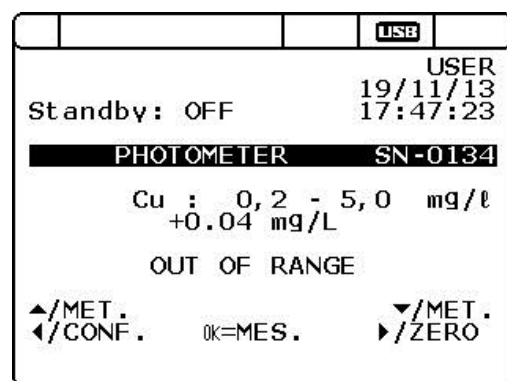 USB
USER
19/11/13
Standby: OFF 17:47:23
PHOTOMETER SN-0134
Cu : 0,2 - 5,0 mg/ℓ
+0.04 mg/L
OUT OF RANGE
▲/MET. ▼/MET.
◀/CONF. OK=MES. ▶/ZERO